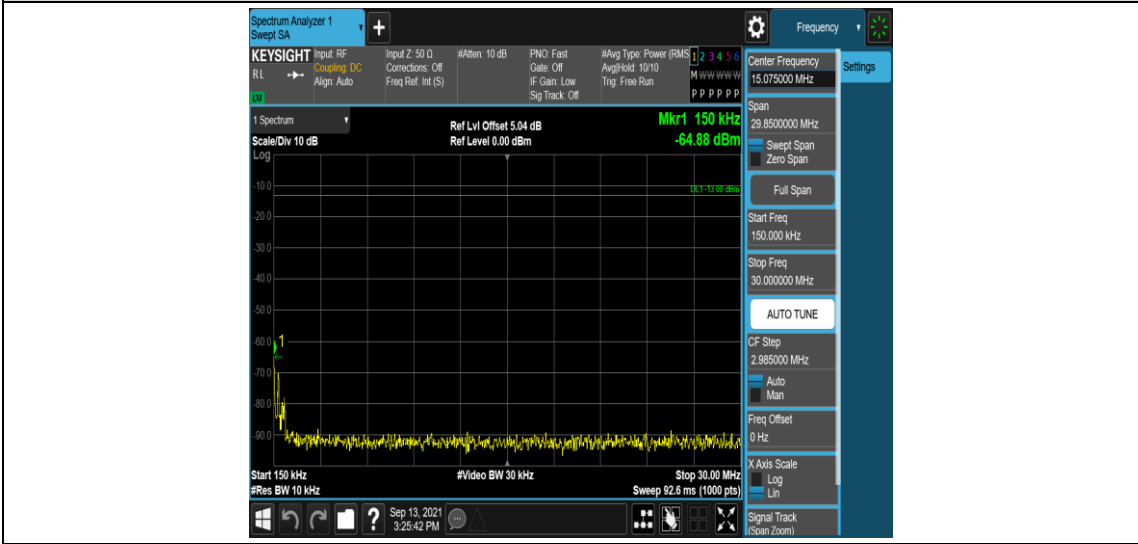 Spectrum Analyzer 1
Swept SA
+
Frequency
KEYSIGHT Input: RF Input Z: 50 Ω #Atten: 10 dB PNO: Fast #Avg Type: Power (RMS 1 2 3 4 5 6
RL Coupling: DC Corrections: Off Gate: Off Avg|Hold: 10/10 M W W W W W
Align: Auto Freq Ref: Int (S) IF Gain: Low Trig: Free Run
LM Sig Track: Off P P P P P P
Center Frequency
15.075000 MHz
Settings
Span
29.8500000 MHz
Swept Span
Zero Span
Full Span
Start Freq
150.000 kHz
Stop Freq
30.000000 MHz
AUTO TUNE
CF Step
2.985000 MHz
Auto
Man
Freq Offset
0 Hz
X Axis Scale
Log
Lin
Signal Track
(Span Zoom)
1 Spectrum
Ref Lvl Offset 5.04 dB Mkr1 150 kHz
Scale/Div 10 dB Ref Level 0.00 dBm -64.88 dBm
Log
-10.0
DL1 -13.00 dBm
-20.0
-30.0
-40.0
-50.0
-60.0
1
-70.0
-80.0
-90.0
Start 150 kHz #Video BW 30 kHz Stop 30.00 MHz
#Res BW 10 kHz Sweep 92.6 ms (1000 pts)
? Sep 13, 2021
3:25:42 PM